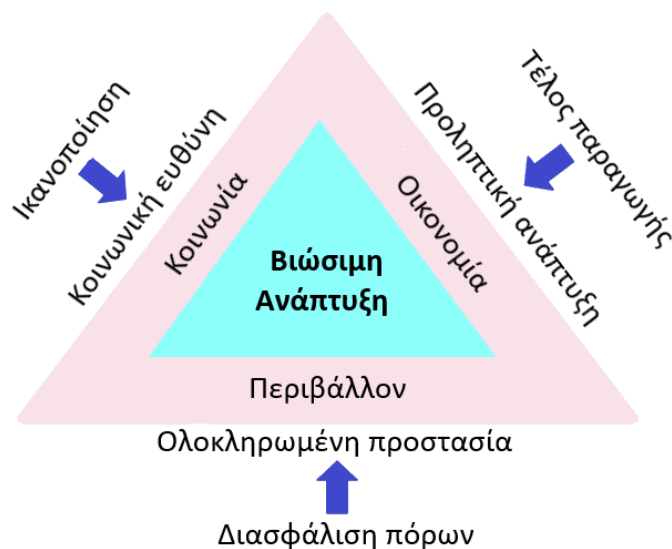 Ικανοποίηση
Κοινωνική ευθύνη
Κοινωνία
Τέλος παραγωγής
Προληπτική ανάπτυξη
Οικονομία
Βιώσιμη
Ανάπτυξη
Περιβάλλον
Ολοκληρωμένη προστασία
Διασφάλιση πόρων